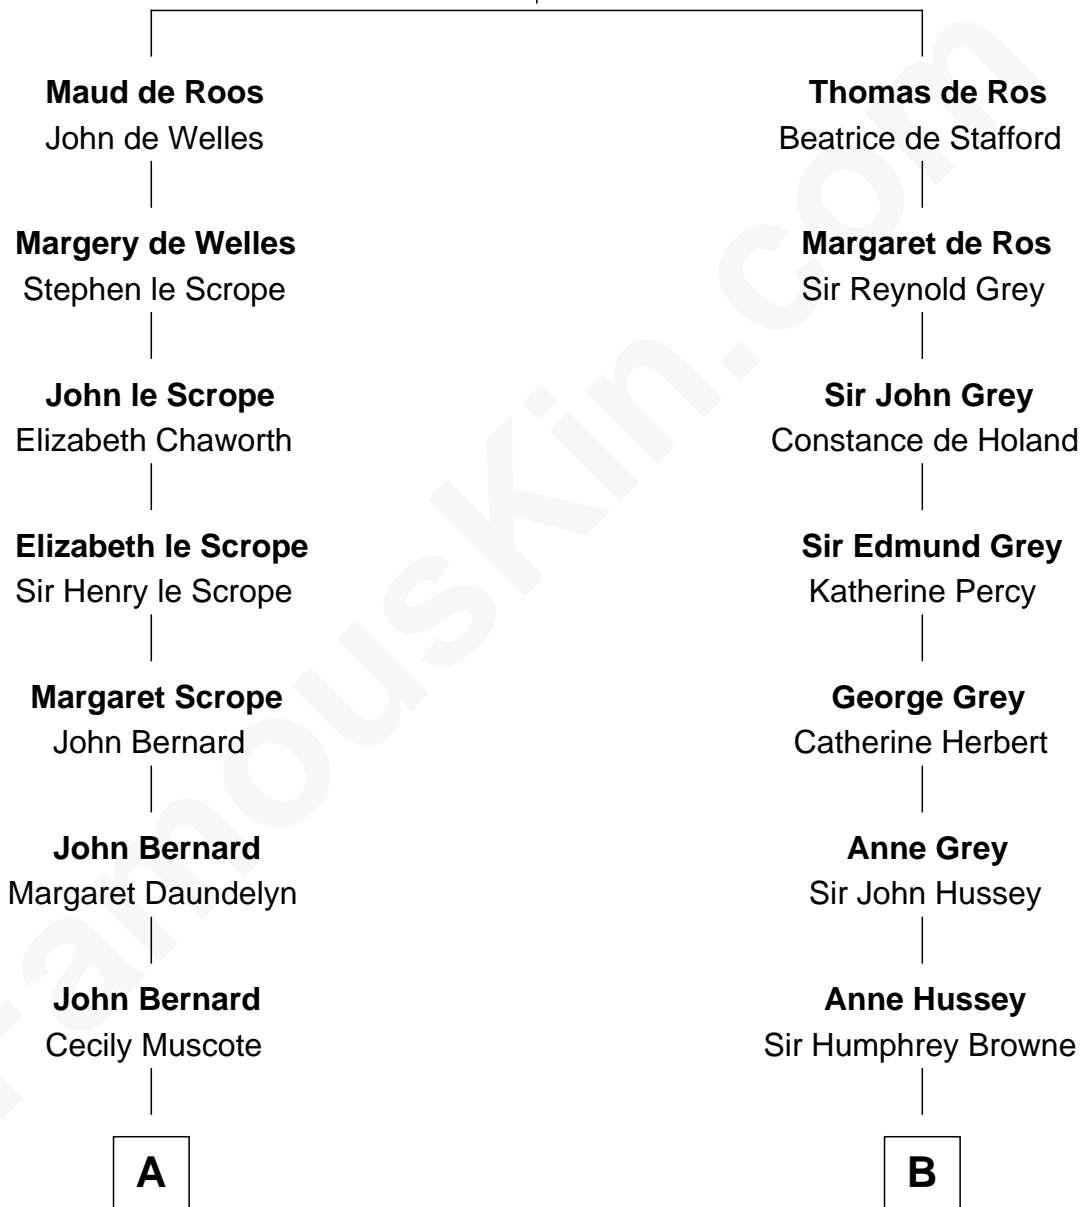 Maud de Roos
John de Welles
Thomas de Ros
Beatrice de Stafford
Margery de Welles
Stephen le Scrope
Margaret de Ros
Sir Reynold Grey
John le Scrope
Elizabeth Chaworth
Sir John Grey
Constance de Holand
Elizabeth le Scrope
Sir Henry le Scrope
Sir Edmund Grey
Katherine Percy
Margaret Scrope
John Bernard
George Grey
Catherine Herbert
John Bernard
Margaret Daundelyn
Anne Grey
Sir John Hussey
John Bernard
Cecily Muscote
Anne Hussey
Sir Humphrey Browne
A
B
FamousKin.com